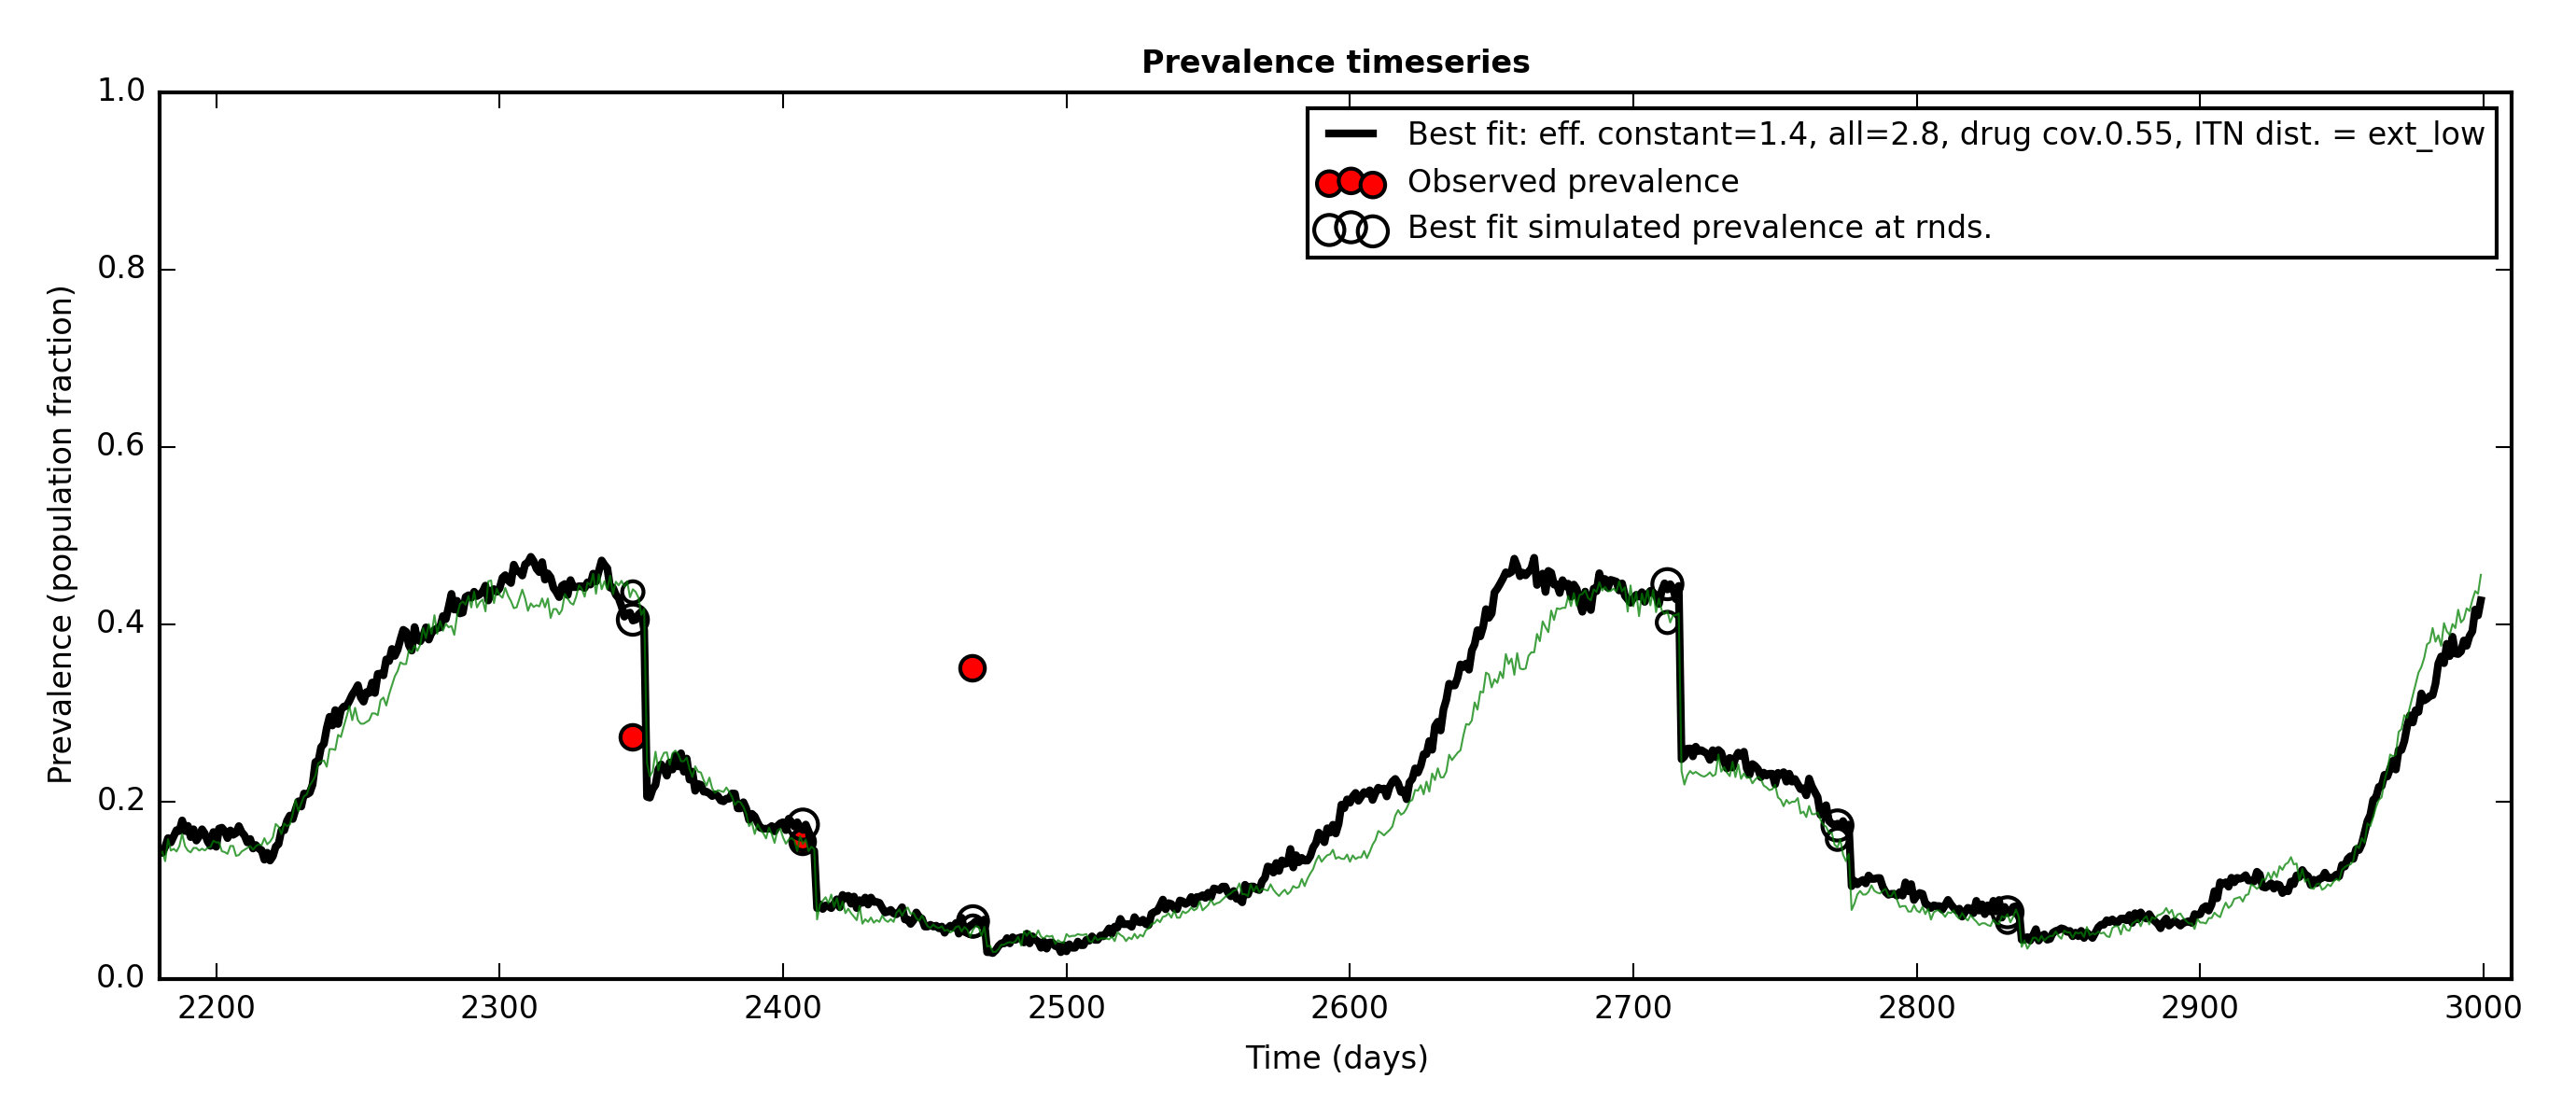 Prevalence timeseries
1.0
0.8
0.6
0.4
0.2
0.0
Prevalence (population fraction)
Best fit: eff. constant=1.4, all=2.8, drug cov.0.55, ITN dist. = ext_low
Observed prevalence
Best fit simulated prevalence at rnds.
2200 2300 2400 2500 2600 2700 2800 2900 3000
Time (days)